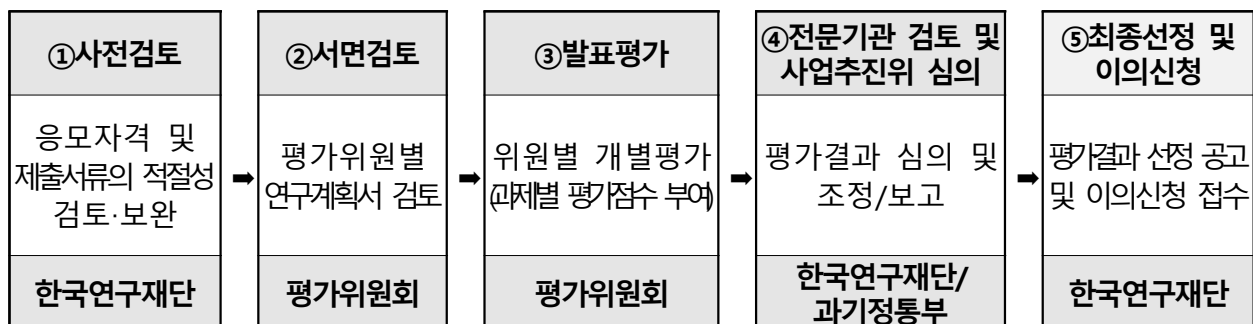 ①사전검토
응모자격 및
제출서류의 적절성
검토·보완
한국연구재단
➡
②서면검토
평가위원별
연구계획서 검토
평가위원회
➡
③발표평가
위원별 개별평가
(과제별 평가점수 부여)
평가위원회
➡
④전문기관 검토 및
사업추진위 심의
평가결과 심의 및
조정/보고
한국연구재단/
과기정통부
➡
⑤최종선정 및
이의신청
평가결과 선정 공고
및 이의신청 접수
한국연구재단